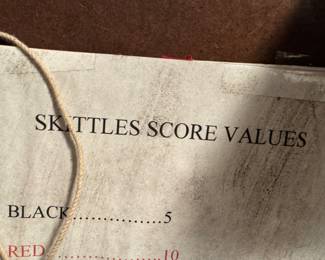 SKITTLES SCORE VALUES
BLACK...............5
RED.................10